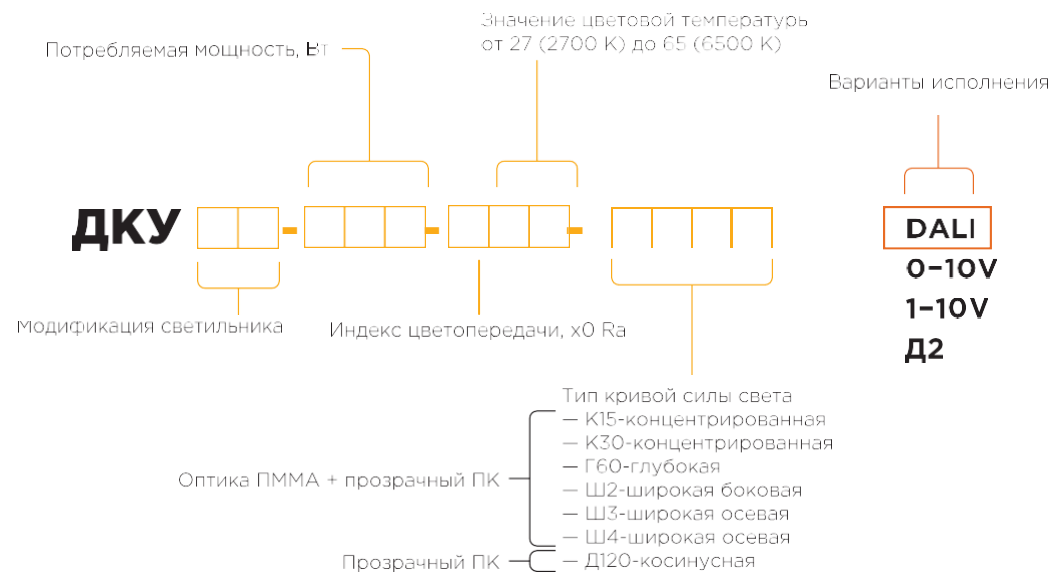 Значение цветовой температуры
от 27 (2700 К) до 65 (6500 К)
Потребляемая мощность, Вт
Варианты исполнения
ДКУ - - - DALI
0-10V
1-10V
Д2
Модификация светильника
Индекс цветопередачи, х0 Ra
Тип кривой силы света
— К15-концентрированная
— К30-концентрированная
— Г60-глубокая
Оптика ПММА + прозрачный ПК
— Ш2-широкая боковая
— Ш3-широкая осевая
— Ш4-широкая осевая
Прозрачный ПК
— Д120-косинусная